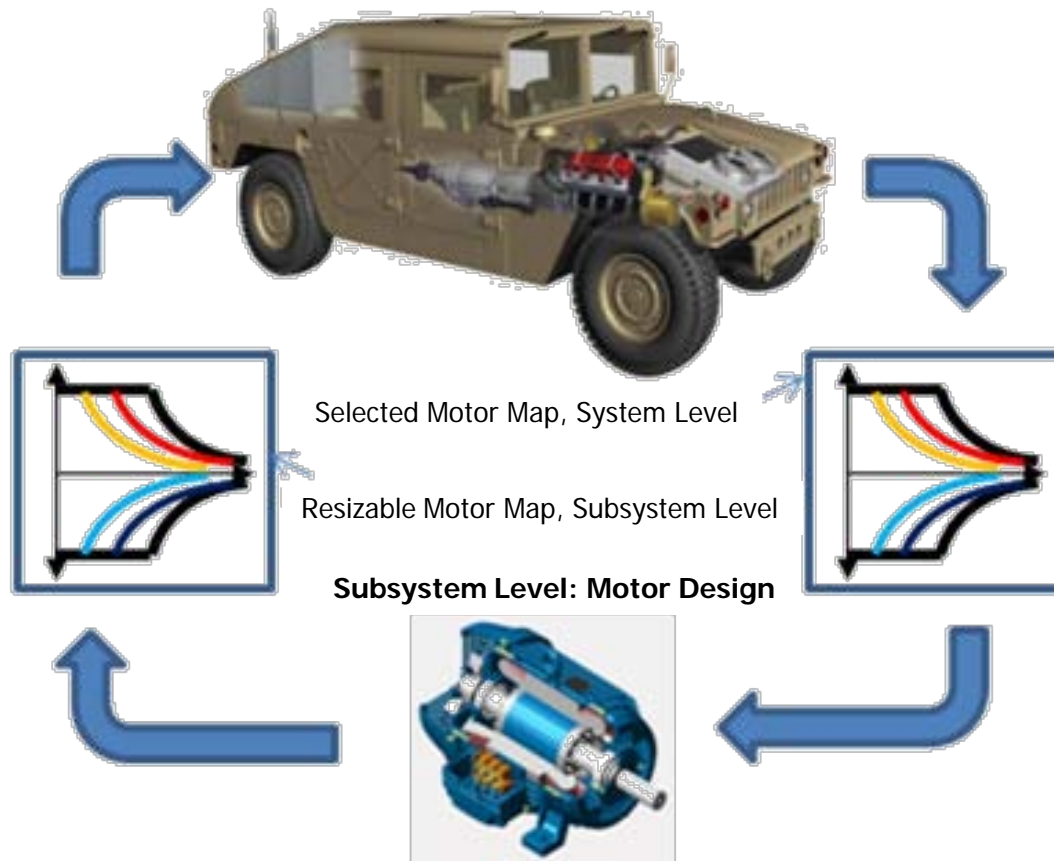 Selected Motor Map, System Level
Resizable Motor Map, Subsystem Level
Subsystem Level: Motor Design